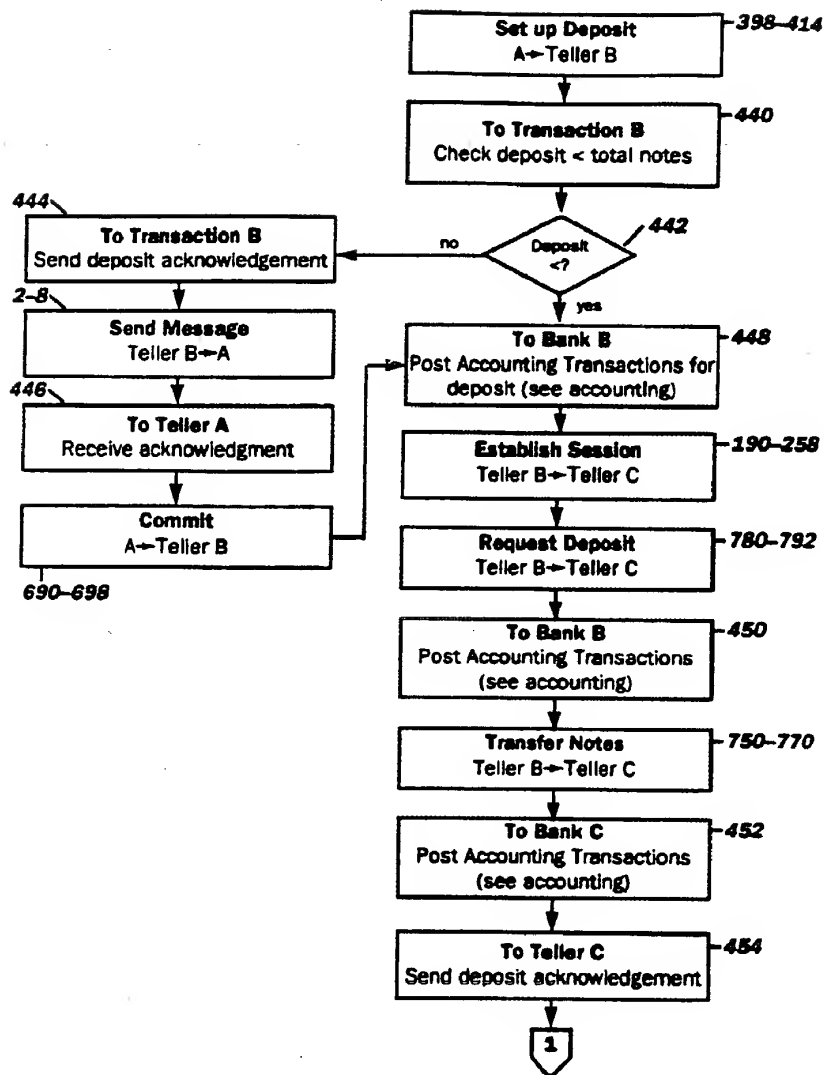 Set up Deposit
A→Teller B
398–414
To Transaction B
Check deposit < total notes
440
Deposit
<?
442
no
yes
444
To Transaction B
Send deposit acknowledgement
2–8
Send Message
Teller B→A
446
To Teller A
Receive acknowledgment
Commit
A→Teller B
690–698
To Bank B
Post Accounting Transactions for
deposit (see accounting)
448
Establish Session
Teller B→Teller C
190–258
Request Deposit
Teller B→Teller C
780–792
To Bank B
Post Accounting Transactions
(see accounting)
450
Transfer Notes
Teller B→Teller C
750–770
To Bank C
Post Accounting Transactions
(see accounting)
452
To Teller C
Send deposit acknowledgement
454
1